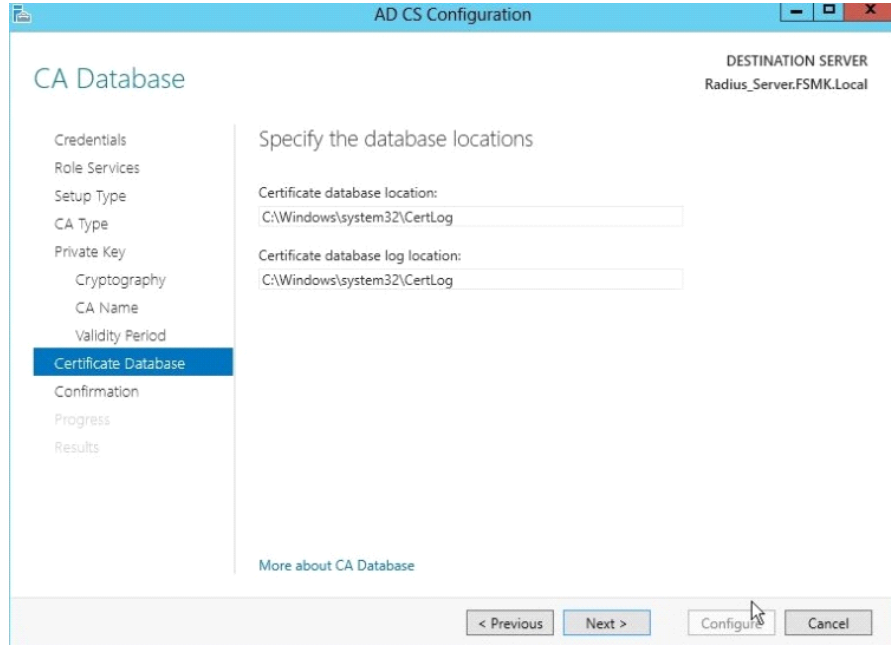 AD CS Configuration
CA Database
DESTINATION SERVER
Radius_Server.FSMK.Local
Credentials
Role Services
Setup Type
CA Type
Private Key
Cryptography
CA Name
Validity Period
Certificate Database
Confirmation
Progress
Results
Specify the database locations
Certificate database location:
C:\Windows\system32\CertLog
Certificate database log location:
C:\Windows\system32\CertLog
More about CA Database
< Previous
Next >
Configure
Cancel